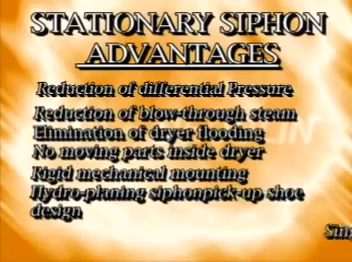 STATIONARY SIPHON
ADVANTAGES
Reduction of differential Pressure
Reduction of blow-through steam
Elimination of dryer flooding
No moving parts inside dryer
Rigid mechanical mounting
Hydro-planing siphonpick-up shoe
design